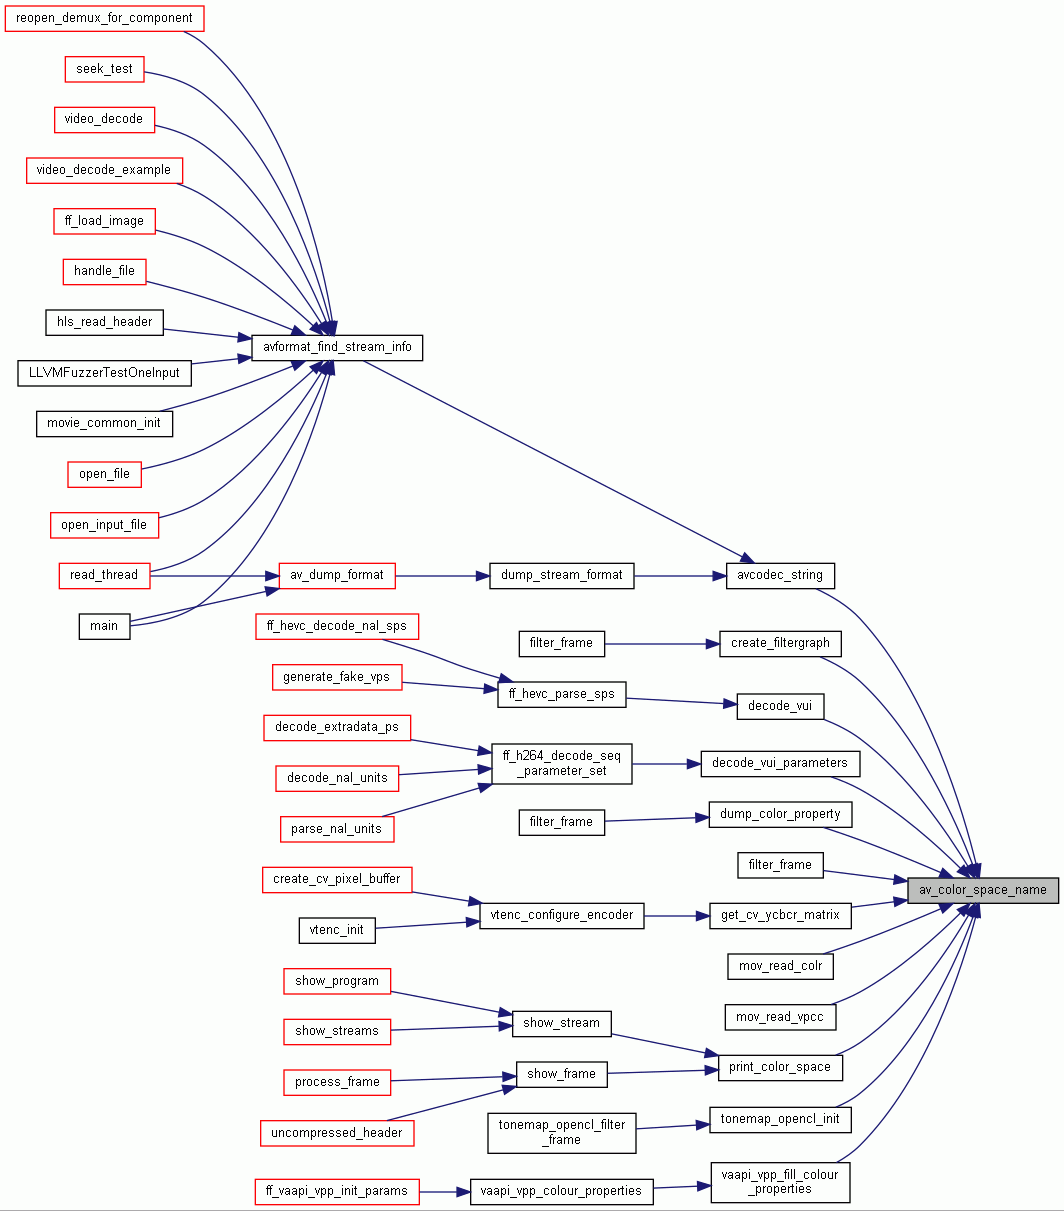 reopen_demux_for_component
seek_test
video_decode
video_decode_example
ff_load_image
handle_file
hls_read_header
avformat_find_stream_info
LLVMFuzzerTestOneInput
movie_common_init
open_file
open_input_file
read_thread
av_dump_format
dump_stream_format
avcodec_string
main
ff_hevc_decode_nal_sps
filter_frame
create_filtergraph
generate_fake_vps
ff_hevc_parse_sps
decode_vui
decode_extradata_ps
ff_h264_decode_seq
_parameter_set
decode_vui_parameters
decode_nal_units
parse_nal_units
filter_frame
dump_color_property
filter_frame
av_color_space_name
create_cv_pixel_buffer
vtenc_init
vtenc_configure_encoder
get_cv_ycbcr_matrix
mov_read_colr
show_program
show_streams
show_stream
mov_read_vpcc
process_frame
show_frame
print_color_space
uncompressed_header
tonemap_opencl_filter
_frame
tonemap_opencl_init
ff_vaapi_vpp_init_params
vaapi_vpp_colour_properties
vaapi_vpp_fill_colour
_properties